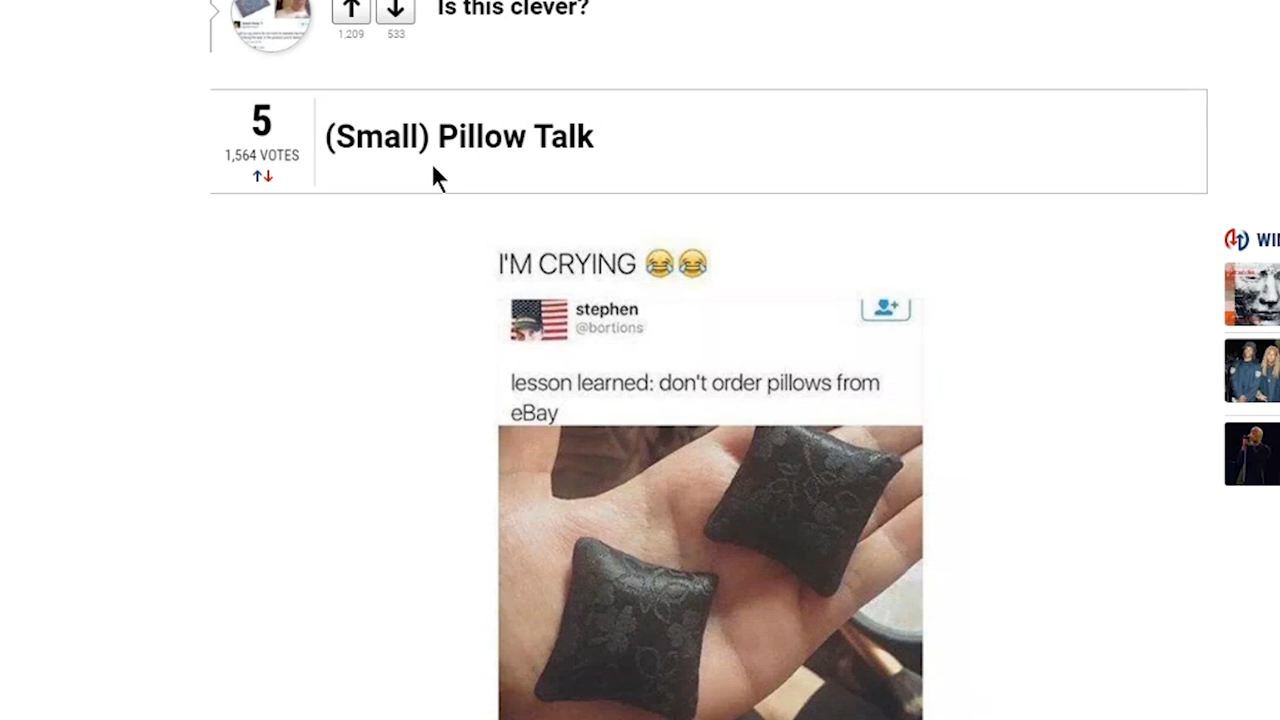 Is this clever?
1,209 533
5
1,564 VOTES
(Small) Pillow Talk
I'M CRYING 😂😂
stephen
@bortions
lesson learned: don't order pillows from
eBay